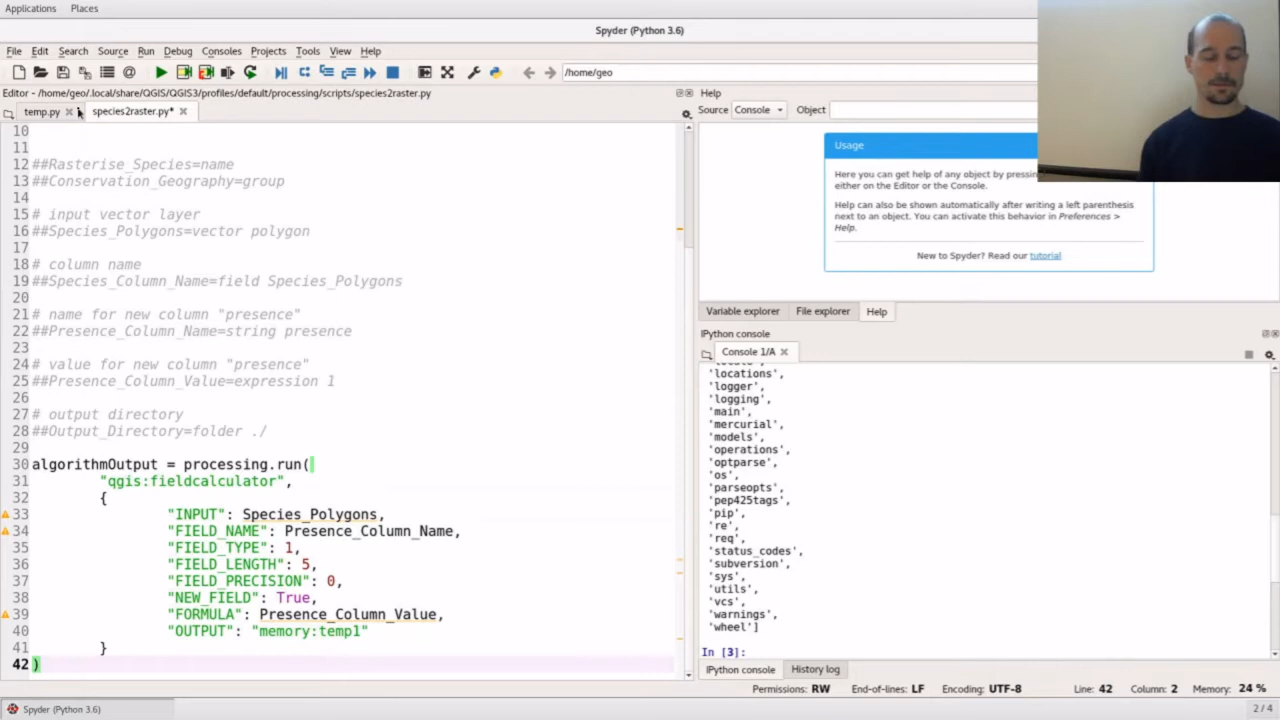 Applications Places
Spyder (Python 3.6)
File Edit Search Source Run Debug Consoles Projects Tools View Help
/home/geo
Editor - /home/geo/.local/share/QGIS/QGIS3/profiles/default/processing/scripts/species2raster.py
temp.py species2raster.py*
10
11
12 ##Rasterise_Species=name
13 ##Conservation_Geography=group
14
15 # input vector layer
16 ##Species_Polygons=vector polygon
17
18 # column name
19 ##Species_Column_Name=field Species_Polygons
20
21 # name for new column "presence"
22 ##Presence_Column_Name=string presence
23
24 # value for new column "presence"
25 ##Presence_Column_Value=expression 1
26
27 # output directory
28 ##Output_Directory=folder ./
29
30 algorithmOutput = processing.run(
31 "qgis:fieldcalculator",
32 {
33 "INPUT": Species_Polygons,
34 "FIELD_NAME": Presence_Column_Name,
35 "FIELD_TYPE": 1,
36 "FIELD_LENGTH": 5,
37 "FIELD_PRECISION": 0,
38 "NEW_FIELD": True,
39 "FORMULA": Presence_Column_Value,
40 "OUTPUT": "memory:temp1"
41 }
42 )
Help
Source Console Object
Usage
Here you can get help of any object by pressing
either on the Editor or the Console.
Help can also be shown automatically after writing a left parenthesis
next to an object. You can activate this behavior in Preferences >
Help.
New to Spyder? Read our tutorial
Variable explorer File explorer Help
IPython console
Console 1/A
'locations',
'logger',
'logging',
'main',
'mercurial',
'models',
'operations',
'optparse',
'os',
'parseopts',
'pep425tags',
'pip',
're',
'req',
'status_codes',
'subversion',
'sys',
'utils',
'vcs',
'warnings',
'wheel']
In [3]:
IPython console History log
Permissions: RW End-of-lines: LF Encoding: UTF-8 Line: 42 Column: 2 Memory: 24 %
Spyder (Python 3.6) 2 / 4